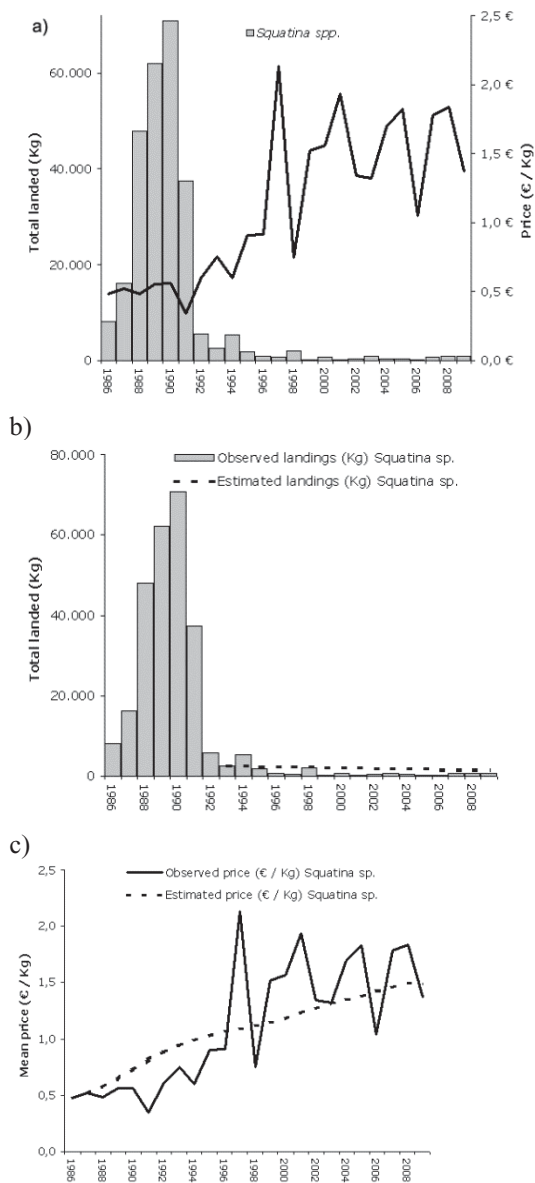 a)
Squatina spp.
Total landed (Kg)
60.000
40.000
20.000
0
2,5 €
2,0 €
1,5 €
1,0 €
0,5 €
0,0 €
Price (€ / Kg)
1986 1988 1990 1992 1994 1996 1998 2000 2002 2004 2006 2008
b)
Observed landings (Kg) Squatina sp.
Estimated landings (Kg) Squatina sp.
Total landed (Kg)
80.000
60.000
40.000
20.000
0
1986 1988 1990 1992 1994 1996 1998 2000 2002 2004 2006 2008
c)
Observed price (€ / Kg) Squatina sp.
Estimated price (€ / Kg) Squatina sp.
Mean price (€ / Kg)
2,5
2,0
1,5
1,0
0,5
0,0
1986 1988 1990 1992 1994 1996 1998 2000 2002 2004 2006 2008